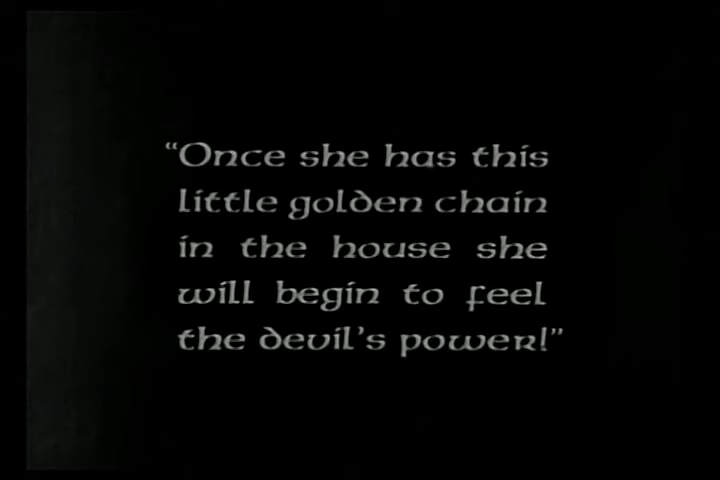 “Once she has this
little golden chain
in the house she
will begin to feel
the devil’s power!”